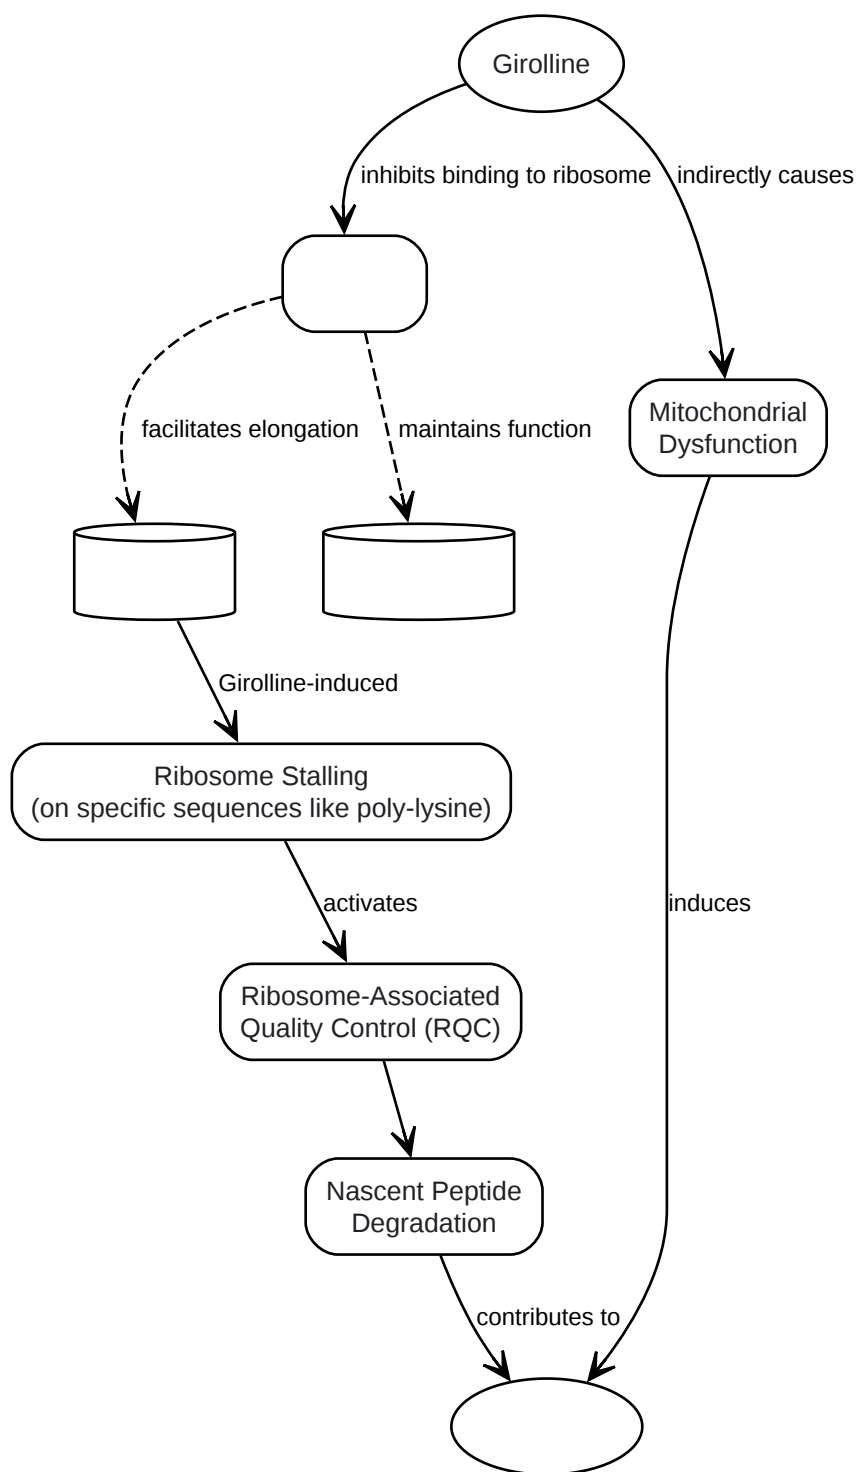 Girolline
inhibits binding to ribosome
indirectly causes
Mitochondrial
Dysfunction
facilitates elongation
maintains function
Girolline-induced
Ribosome Stalling
(on specific sequences like poly-lysine)
activates
induces
Ribosome-Associated
Quality Control (RQC)
Nascent Peptide
Degradation
contributes to